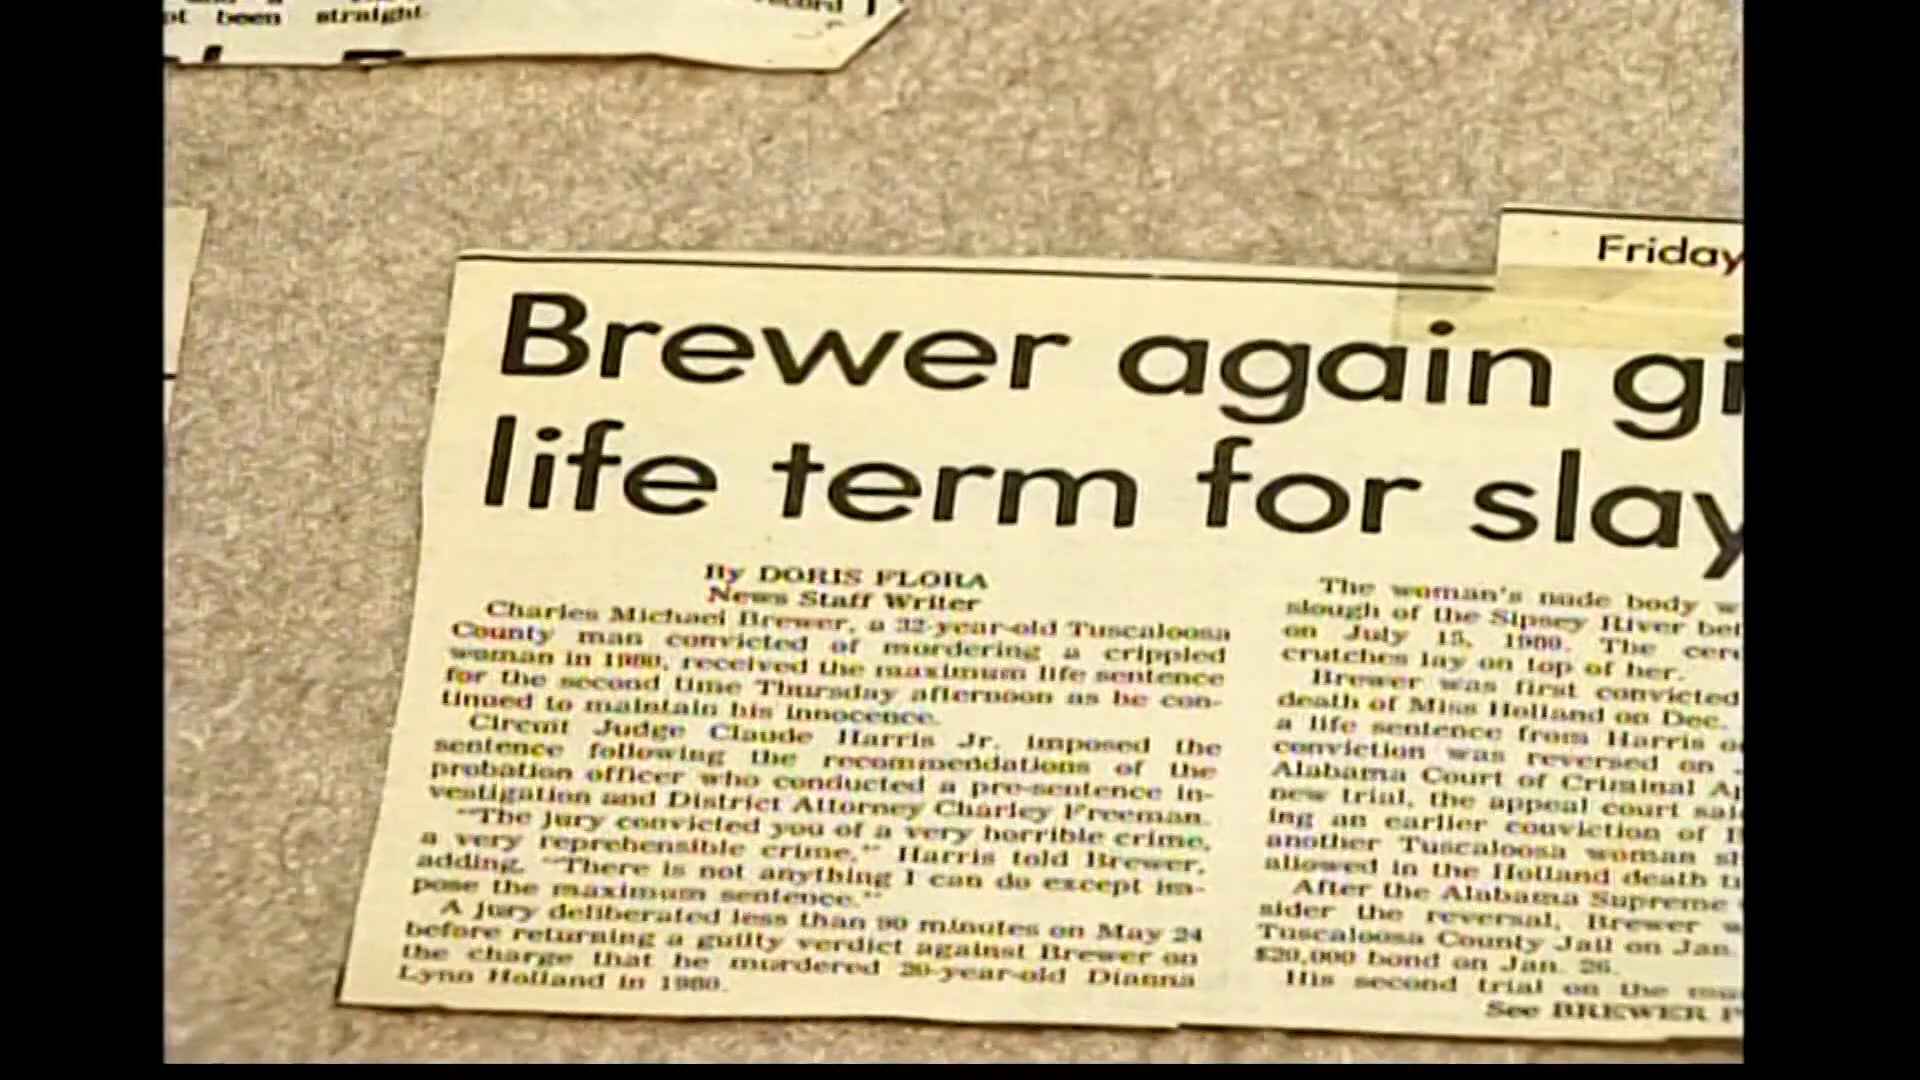 pt been straight
Friday
Brewer again gi
life term for slay
By DORIS FLORA
News Staff Writer
Charles Michael Brewer, a 32-year-old Tuscaloosa
County man convicted of murdering a crippled
woman in 1980, received the maximum life sentence
for the second time Thursday afternoon as he con-
tinued to maintain his innocence.
Circuit Judge Claude Harris Jr. imposed the
sentence following the recommendations of the
probation officer who conducted a pre-sentence in-
vestigation and District Attorney Charley Freeman.
"The jury convicted you of a very horrible crime,
a very reprehensible crime," Harris told Brewer,
adding, "There is not anything I can do except im-
pose the maximum sentence."
A jury deliberated less than 90 minutes on May 24
before returning a guilty verdict against Brewer on
the charge that he murdered 20-year-old Dianna
Lynn Holland in 1980.
The woman's nude body w
slough of the Sipsey River bet
on July 15, 1980. The cere
crutches lay on top of her.
Brewer was first convicted
death of Miss Holland on Dec.
a life sentence from Harris o
conviction was reversed on
Alabama Court of Criminal Ap
new trial, the appeal court sai
ing an earlier conviction of
another Tuscaloosa woman sh
allowed in the Holland death t
After the Alabama Supreme
sider the reversal, Brewer w
Tuscaloosa County Jail on Jan.
$20,000 bond on Jan. 26.
His second trial on the mu
See BREWER P